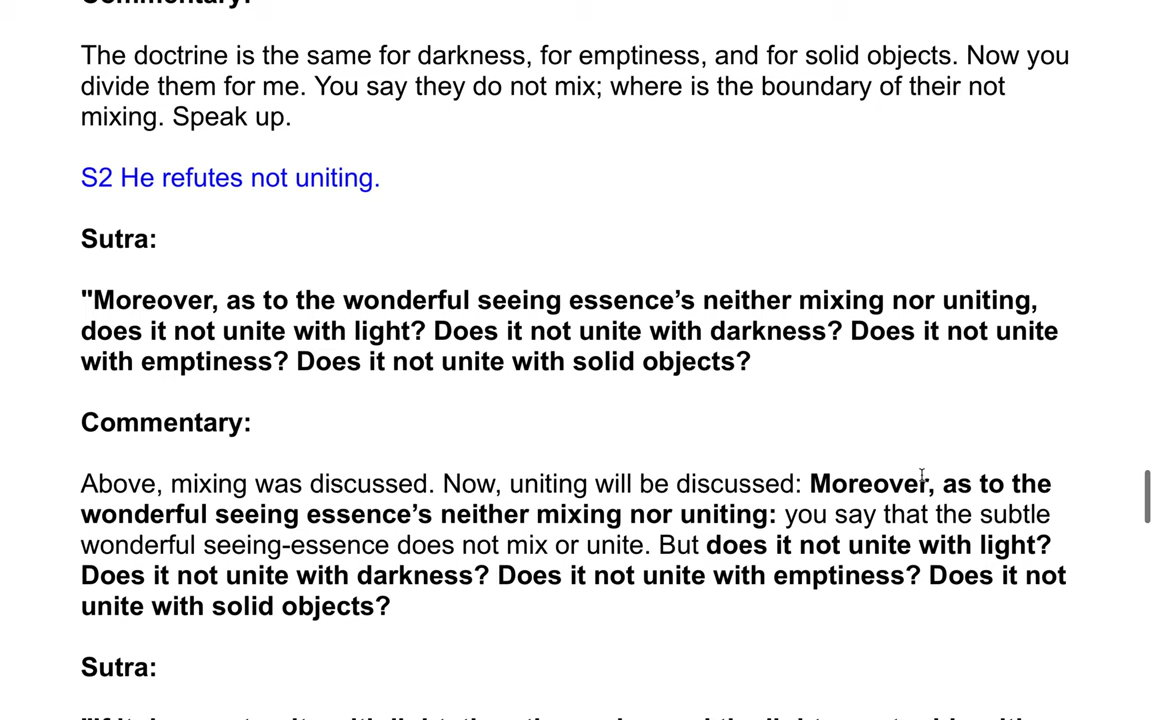 Commentary:
The doctrine is the same for darkness, for emptiness, and for solid objects. Now you
divide them for me. You say they do not mix; where is the boundary of their not
mixing. Speak up.
S2 He refutes not uniting.
Sutra:
"Moreover, as to the wonderful seeing essence’s neither mixing nor uniting,
does it not unite with light? Does it not unite with darkness? Does it not unite
with emptiness? Does it not unite with solid objects?
Commentary:
Above, mixing was discussed. Now, uniting will be discussed: Moreover, as to the
wonderful seeing essence’s neither mixing nor uniting: you say that the subtle
wonderful seeing-essence does not mix or unite. But does it not unite with light?
Does it not unite with darkness? Does it not unite with emptiness? Does it not
unite with solid objects?
Sutra: